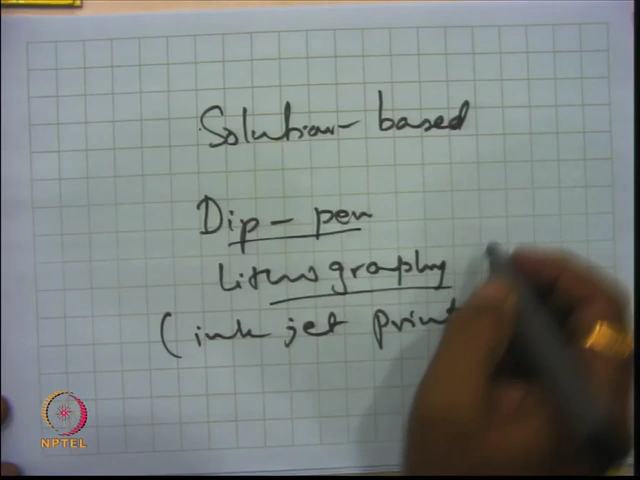 Solution-based
Dip-pen
Lithography
(ink jet print
NPTEL